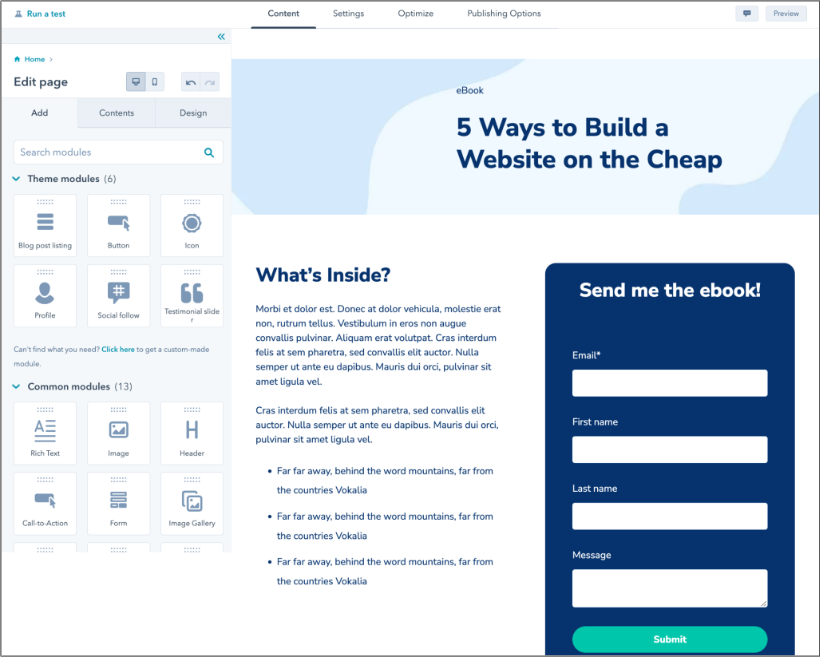 Run a test
Content
Settings
Optimize
Publishing Options
Preview
Home
Edit page
Add
Contents
Design
Search modules
Theme modules (6)
Blog post listing
Button
Icon
Profile
Social follow
Testimonial slide
r
Can't find what you need? Click here to get a custom-made
module.
Common modules (13)
Rich Text
Image
Header
Call-to-Action
Form
Image Gallery
eBook
5 Ways to Build a
Website on the Cheap
What's Inside?
Morbi et dolor est. Donec at dolor vehicula, molestie erat
non, rutrum tellus. Vestibulum in eros non augue
convallis pulvinar. Aliquam erat volutpat. Cras interdum
felis at sem pharetra, sed convallis elit auctor. Nulla
semper ut ante eu dapibus. Mauris dui orci, pulvinar sit
amet ligula vel.
Cras interdum felis at sem pharetra, sed convallis elit
auctor. Nulla semper ut ante eu dapibus. Mauris dui orci,
pulvinar sit amet ligula vel.
• Far far away, behind the word mountains, far from
the countries Vokalia
• Far far away, behind the word mountains, far from
the countries Vokalia
• Far far away, behind the word mountains, far from
the countries Vokalia
Send me the ebook!
Email*
First name
Last name
Message
Submit